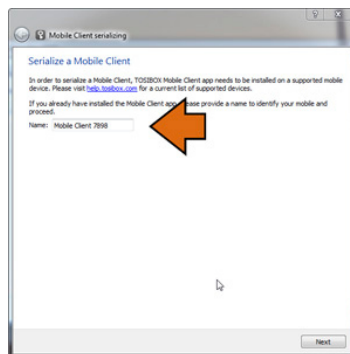 Mobile Client serializing
Serialize a Mobile Client
In order to serialize a Mobile Client, TOSIBOX Mobile Client app needs to be installed on a supported mobile
device. Please visit help.tosibox.com for a current list of supported devices.
If you already have installed the Mobile Client app please provide a name to identify your mobile and
proceed.
Name: Mobile Client 7898
Next